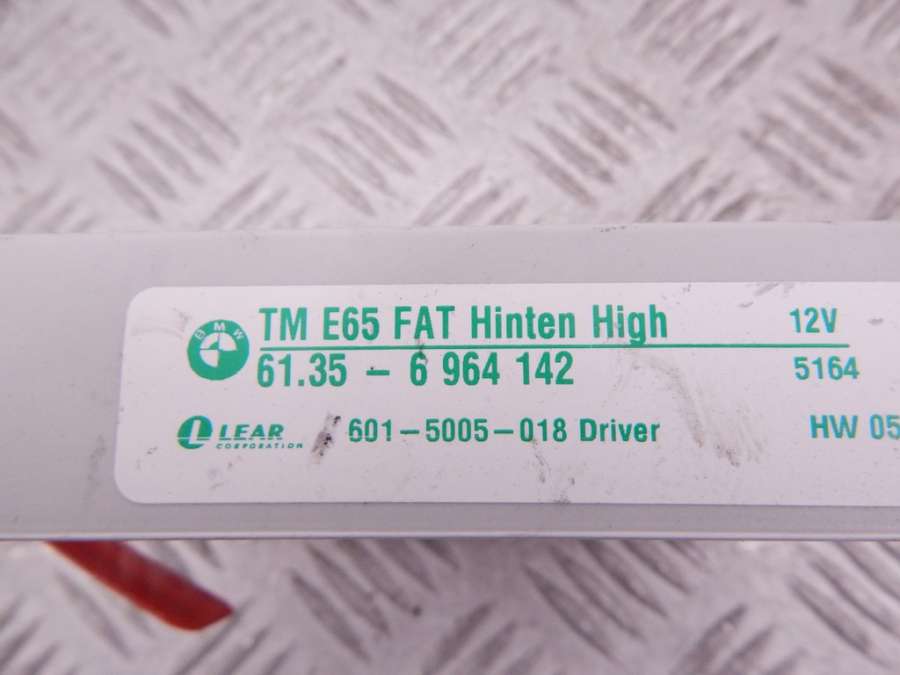 BMW
TM E65 FAT Hinten High 12V
61.35 – 6 964 142 5164
LEAR CORPORATION 601–5005–018 Driver HW 05